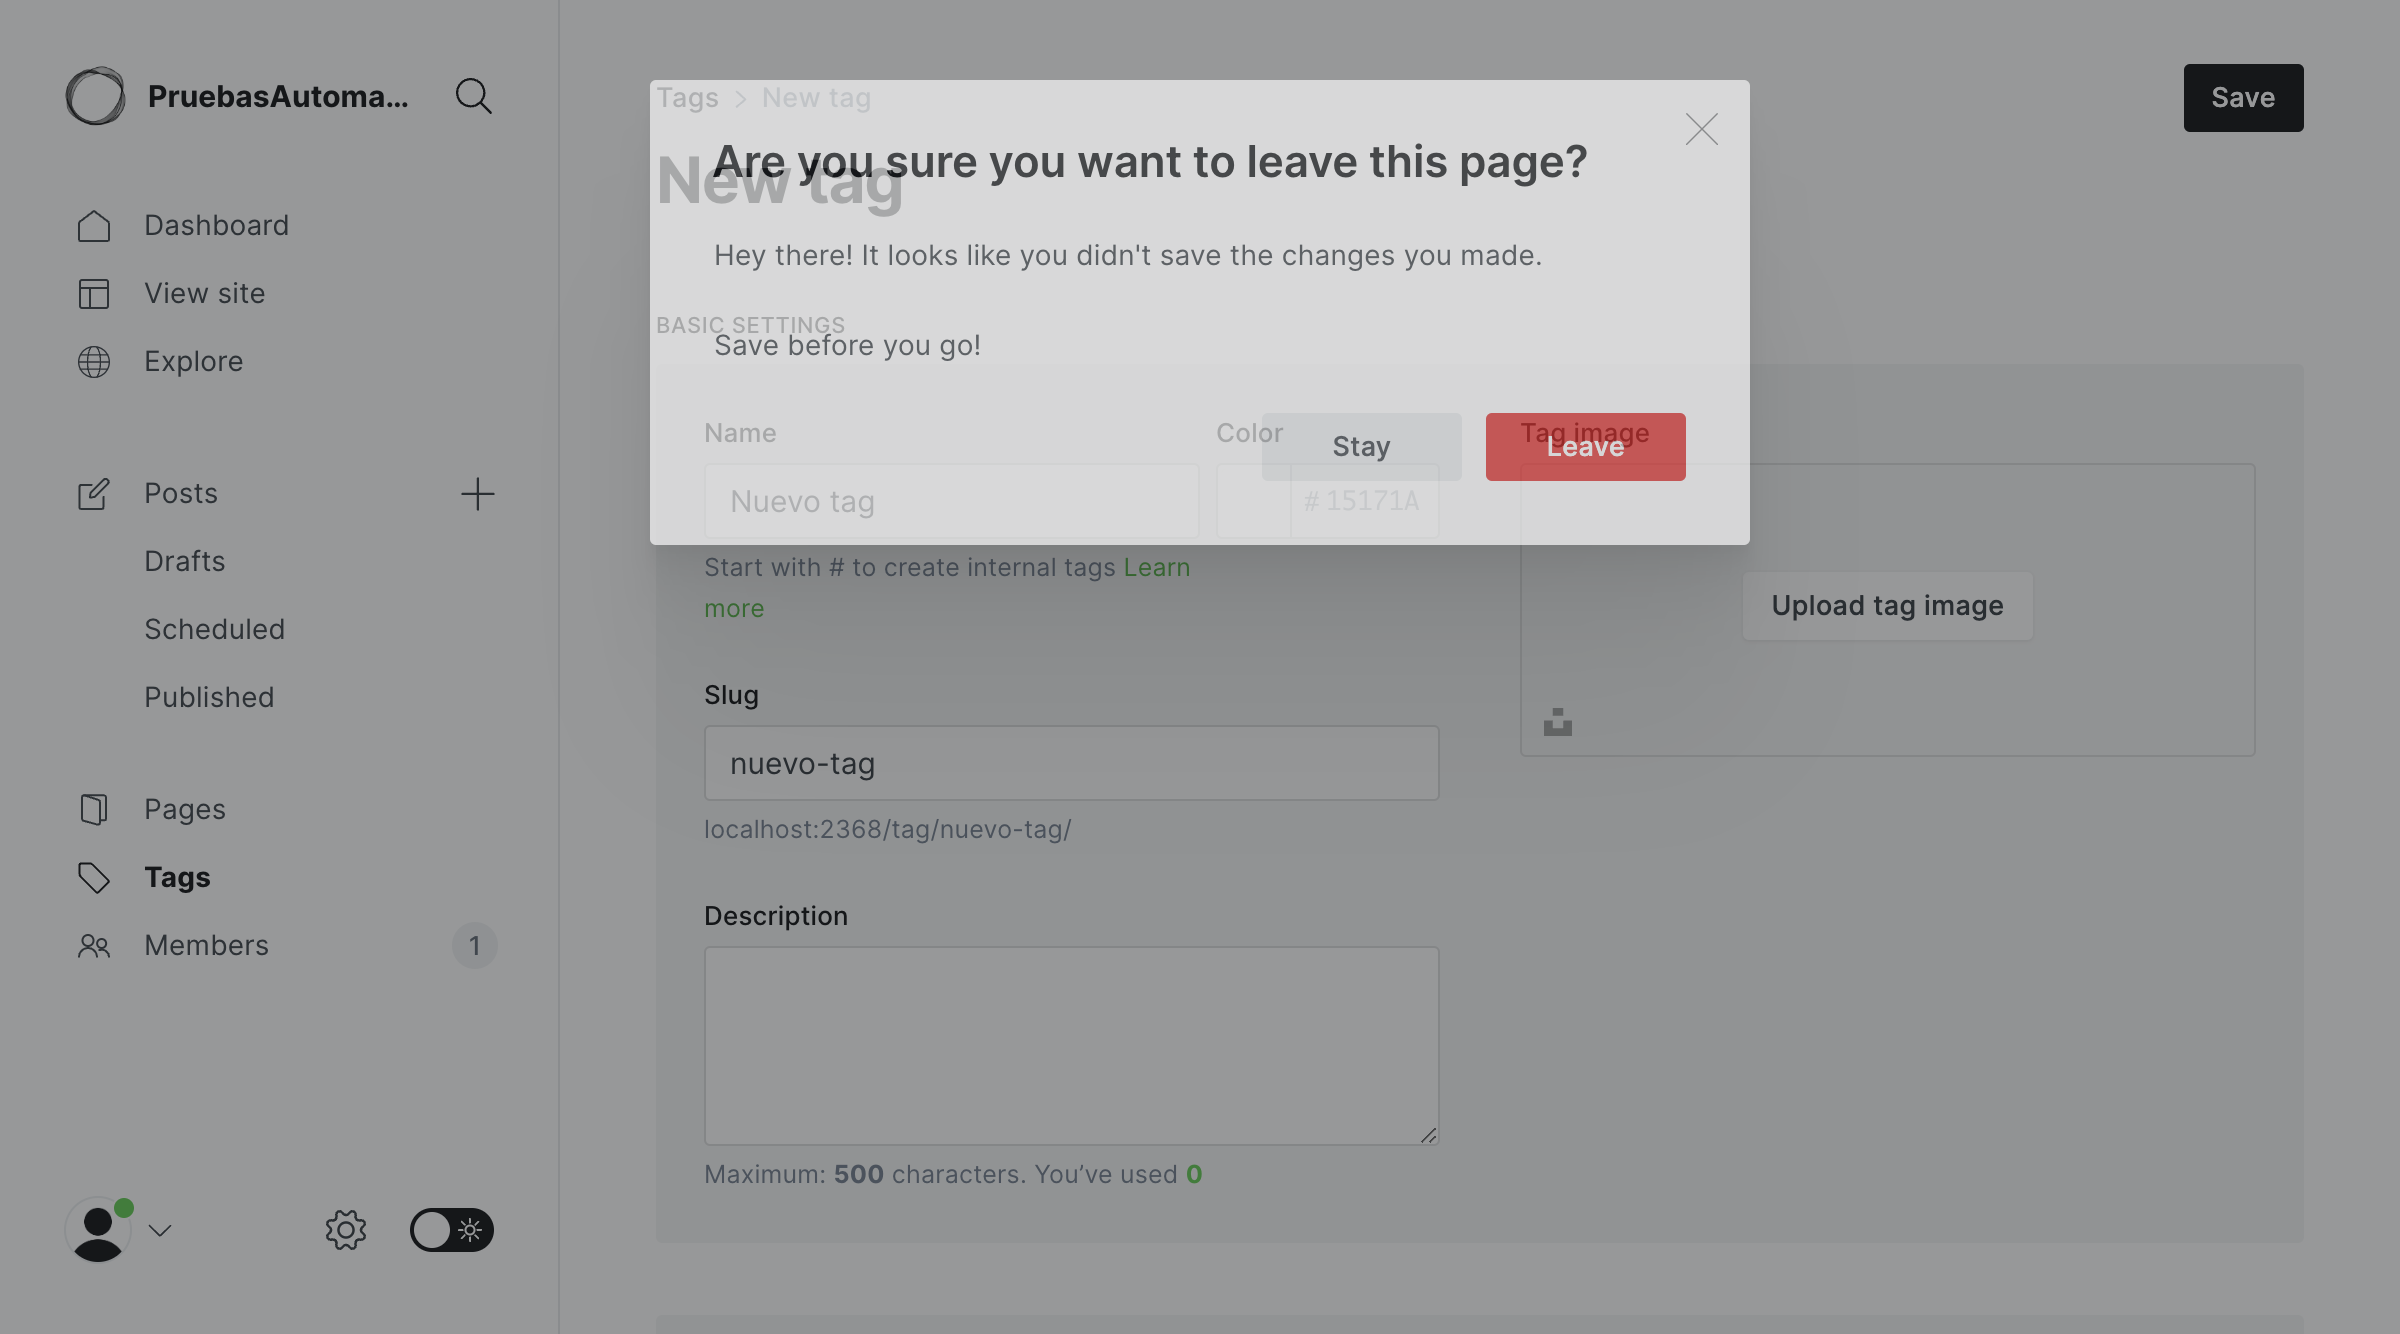 PruebasAutoma...
Dashboard
View site
Explore
Posts
Drafts
Scheduled
Published
Pages
Tags
Members
1
Tags > New tag
Save
New tag
Are you sure you want to leave this page?
Hey there! It looks like you didn't save the changes you made.
BASIC SETTINGS
Save before you go!
Stay
Leave
Name
Color
Tag image
Nuevo tag
# 15171A
Start with # to create internal tags Learn
more
Upload tag image
Slug
nuevo-tag
localhost:2368/tag/nuevo-tag/
Description
Maximum: 500 characters. You’ve used 0